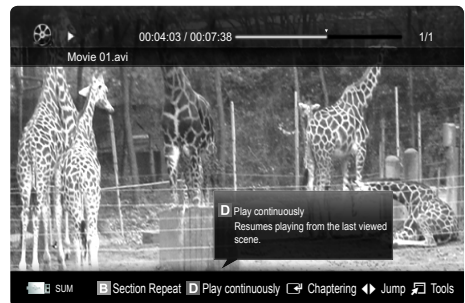 00:04:03 / 00:07:38 1/1
Movie 01.avi
D Play continuously
Resumes playing from the last viewed
scene.
SUM B Section Repeat D Play continuously Chaptering Jump Tools